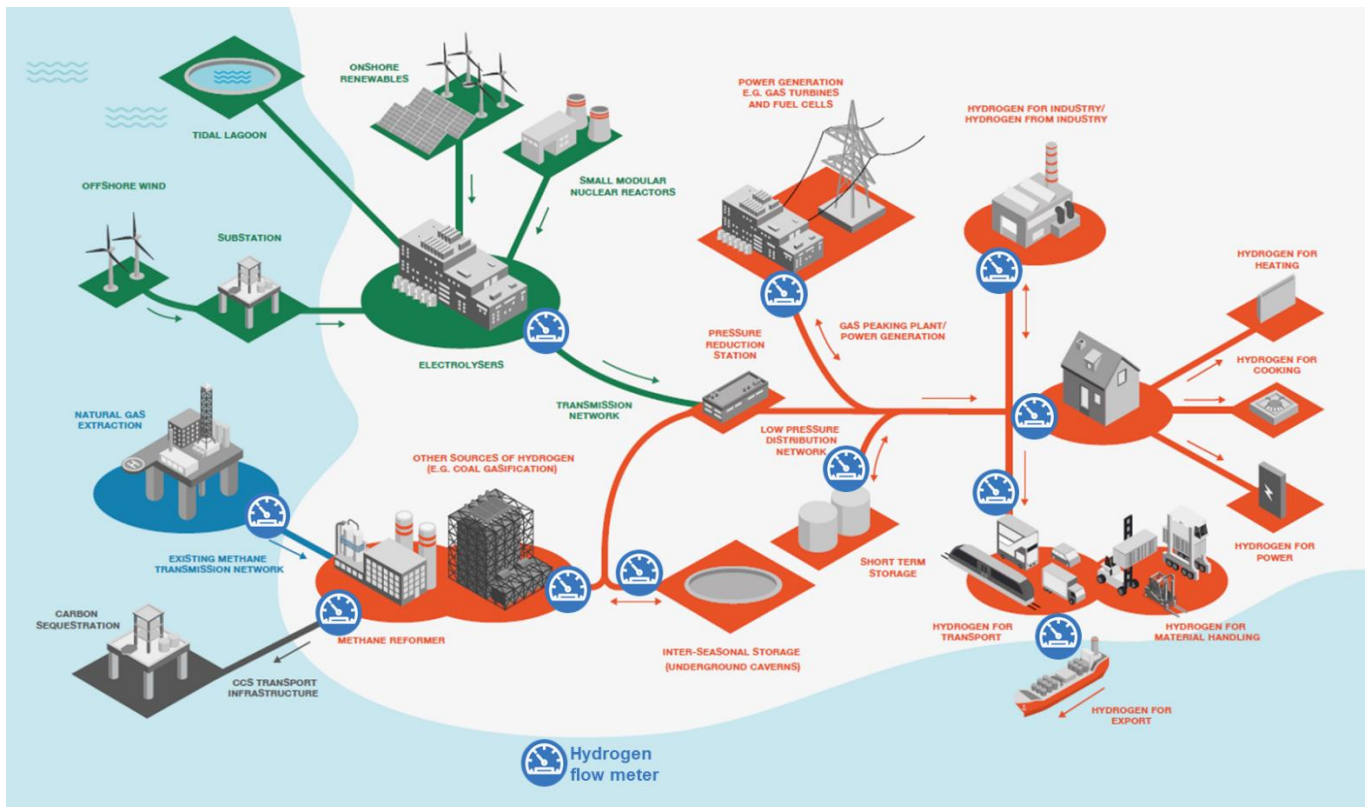 TIDAL LAGOON
ONSHORE
RENEWABLES
SMALL MODULAR
NUCLEAR REACTORS
OFFSHORE WIND
SUBSTATION
ELECTROLYSERS
TRANSMISSION
NETWORK
POWER GENERATION
E.G. GAS TURBINES
AND FUEL CELLS
HYDROGEN FOR INDUSTRY/
HYDROGEN FROM INDUSTRY
PRESSURE
REDUCTION
STATION
GAS PEAKING PLANT/
POWER GENERATION
HYDROGEN FOR
HEATING
HYDROGEN FOR
COOKING
HYDROGEN FOR
POWER
NATURAL GAS
EXTRACTION
H
EXISTING METHANE
TRANSMISSION NETWORK
OTHER SOURCES OF HYDROGEN
(E.G. COAL GASIFICATION)
LOW PRESSURE
DISTRIBUTION
NETWORK
SHORT TERM
STORAGE
CARBON
SEQUESTRATION
CCS TRANSPORT
INFRASTRUCTURE
METHANE REFORMER
INTER-SEASONAL STORAGE
(UNDERGROUND CAVERNS)
HYDROGEN FOR
TRANSPORT
HYDROGEN FOR
MATERIAL HANDLING
HYDROGEN FOR
EXPORT
Hydrogen
flow meter